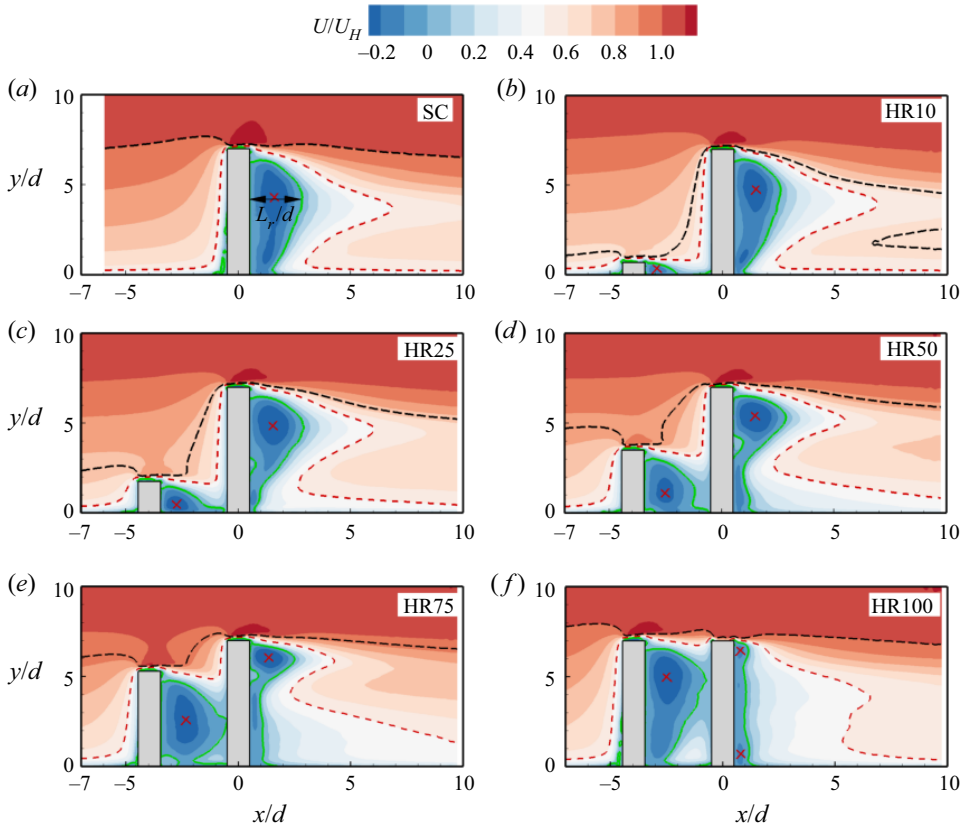 U/U_H
−0.2 0 0.2 0.4 0.6 0.8 1.0
(a) (b)
10 SC 10 HR10
y/d 5 5
L_r/d
0 0
−7 −5 0 5 10 −7 −5 0 5 10
(c) (d)
10 HR25 10 HR50
y/d 5 5
0 0
−7 −5 0 5 10 −7 −5 0 5 10
(e) (f)
10 HR75 10 HR100
y/d 5 5
0 0
−7 −5 0 5 10 −7 −5 0 5 10
x/d x/d